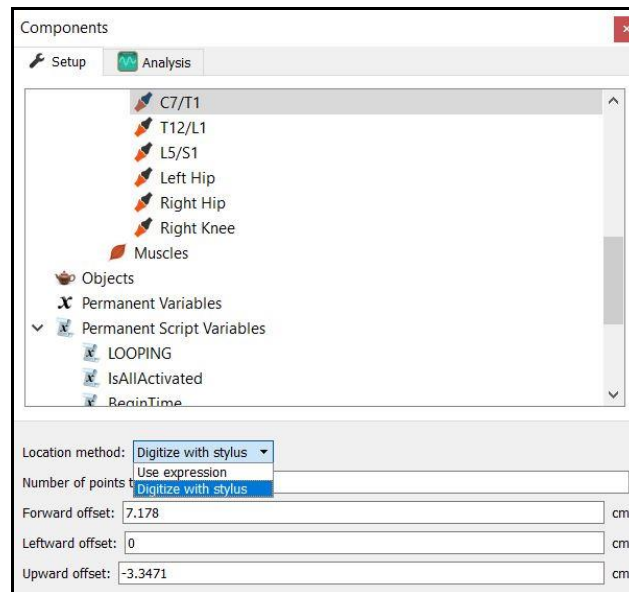 Components
Setup Analysis
C7/T1
T12/L1
L5/S1
Left Hip
Right Hip
Right Knee
Muscles
Objects
Permanent Variables
Permanent Script Variables
LOOPING
IsAllActivated
BeginTime
Location method: Digitize with stylus
Use expression
Number of points t
Digitize with stylus
Forward offset: 7.178 cm
Leftward offset: 0 cm
Upward offset: -3.3471 cm